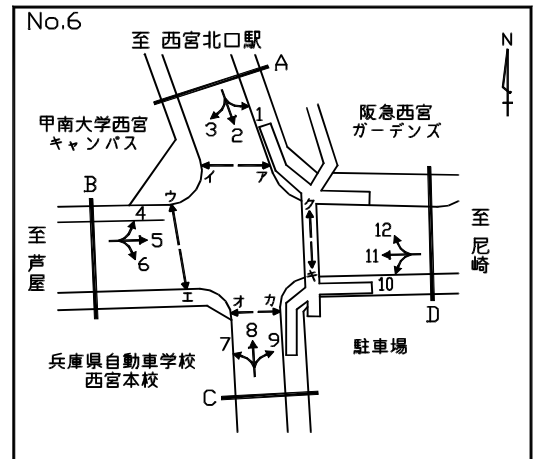 No.6
至 西宮北口駅
A
N
甲南大学西宮
キャンパス
阪急西宮
ガーデンズ
1
3
2
B
イ
ア
ウ
ク
至芦屋
4
5
6
12
11
10
至尼崎
エ
キ
オ
カ
D
7
8
9
兵庫県自動車学校
西宮本校
駐車場
C